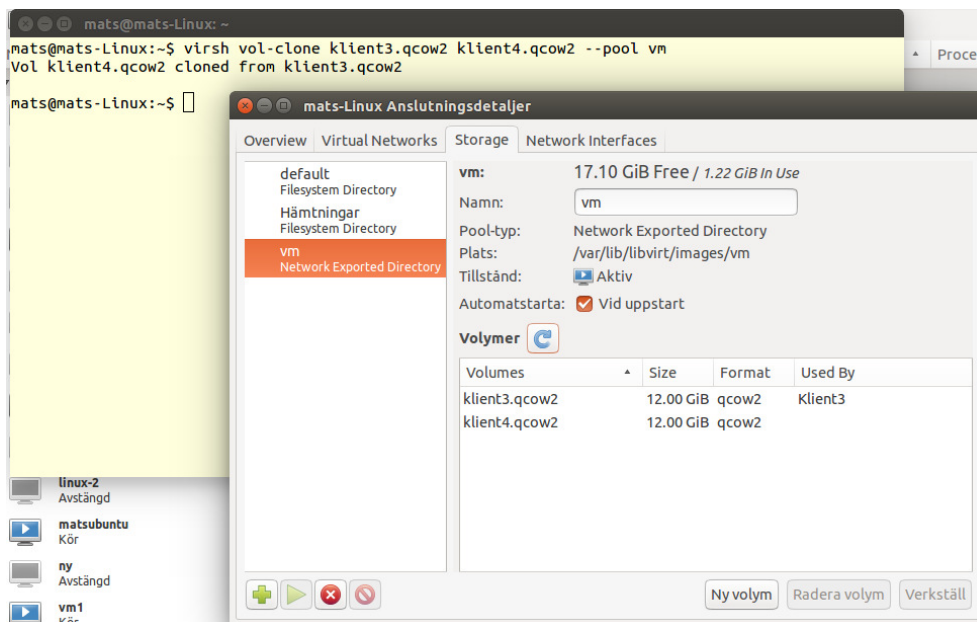 mats@mats-Linux: ~
mats@mats-Linux:~$ virsh vol-clone klient3.qcow2 klient4.qcow2 --pool vm
Vol klient4.qcow2 cloned from klient3.qcow2
mats@mats-Linux:~$
mats-Linux Anslutningsdetaljer
Overview Virtual Networks Storage Network Interfaces
default
Filesystem Directory
Hämtningar
Filesystem Directory
vm
Network Exported Directory
vm: 17.10 GiB Free / 1.22 GiB In Use
Namn: vm
Pool-typ: Network Exported Directory
Plats: /var/lib/libvirt/images/vm
Tillstånd: Aktiv
Automatstarta: Vid uppstart
Volymer
Volumes Size Format Used By
klient3.qcow2 12.00 GiB qcow2 Klient3
klient4.qcow2 12.00 GiB qcow2
Ny volym Radera volym Verkställ
linux-2
Avstängd
matsubuntu
Kör
ny
Avstängd
vm1
Kör